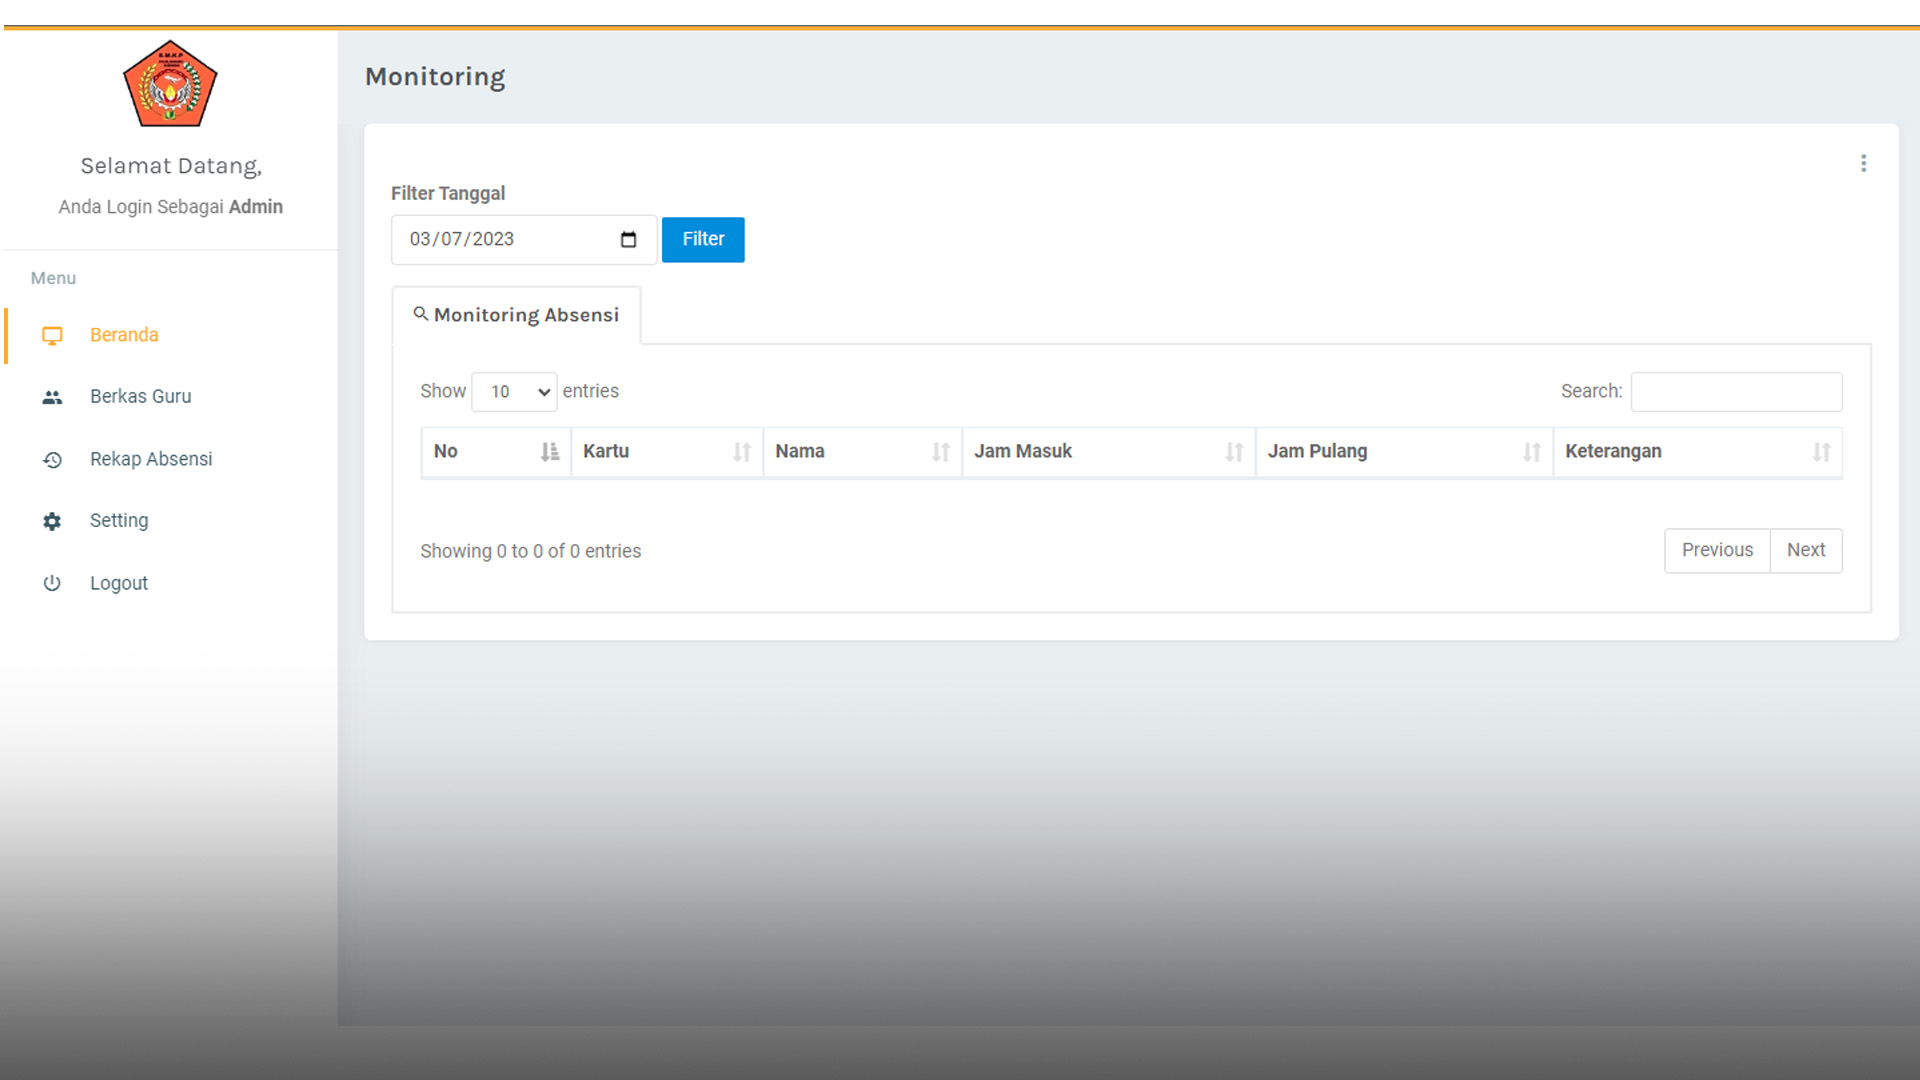 Selamat Datang,
Anda Login Sebagai Admin
Menu
Beranda
Berkas Guru
Rekap Absensi
Setting
Logout
Monitoring
Filter Tanggal
03/07/2023
Filter
Monitoring Absensi
Show 10 entries
Search:
No Kartu Nama Jam Masuk Jam Pulang Keterangan
Showing 0 to 0 of 0 entries
Previous Next